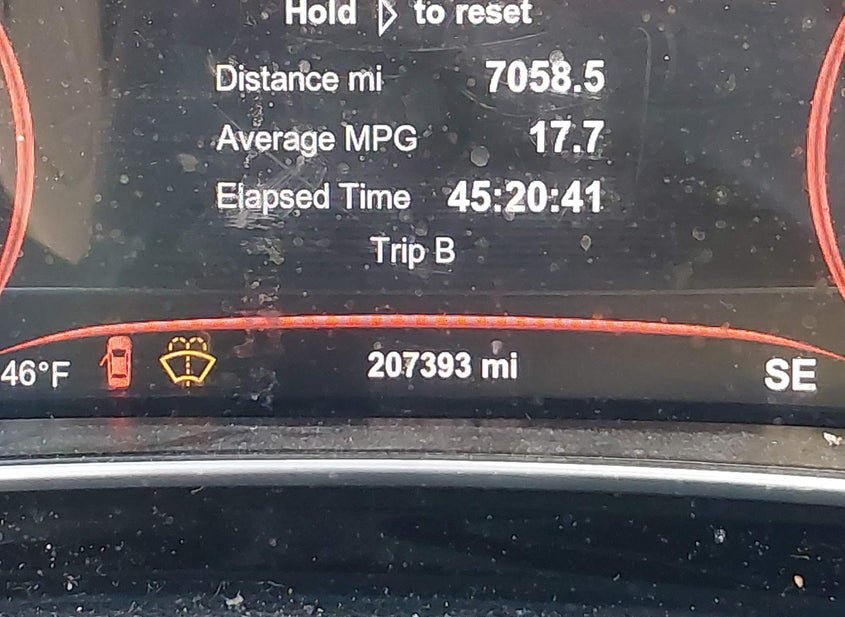 Hold ▷ to reset
Distance mi 7058.5
Average MPG 17.7
Elapsed Time 45:20:41
Trip B
46°F 207393 mi SE